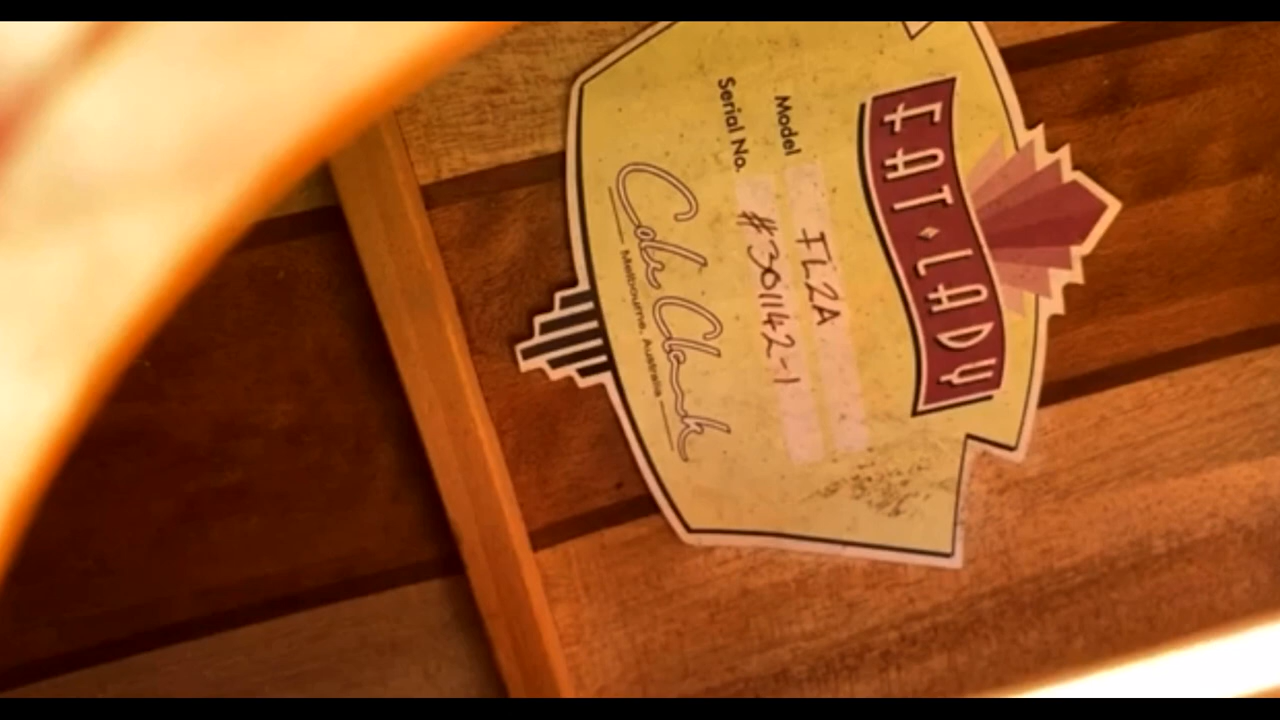 FAT LADY
Model FL2A
Serial No. #301142-1
Cole Clark
Melbourne, Australia